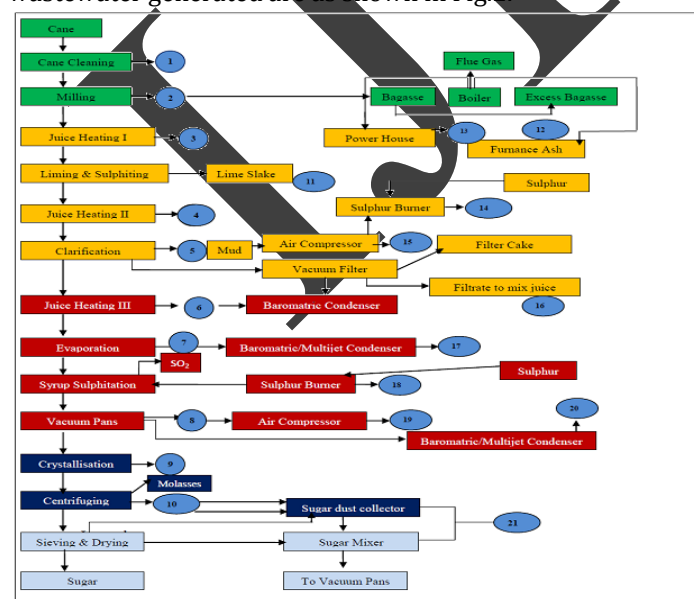 wastewater generated are as shown in Fig.2.
Cane
Cane Cleaning
1
Flue Gas
Milling
2
Bagasse
Boiler
Excess Bagasse
Juice Heating I
3
Power House
13
12
Furnance Ash
Liming & Sulphiting
Lime Slake
11
Sulphur
Juice Heating II
4
Sulphur Burner
14
Clarification
5
Mud
Air Compressor
15
Filter Cake
Vacuum Filter
Filtrate to mix juice
16
Juice Heating III
6
Baromatric Condenser
Evaporation
7
Baromatric/Multijet Condenser
17
SO2
Syrup Sulphitation
Sulphur Burner
18
Sulphur
Vacuum Pans
8
Air Compressor
19
20
Baromatric/Multijet Condenser
Crystallisation
9
Molasses
Centrifuging
10
Sugar dust collector
21
Sieving & Drying
Sugar Mixer
Sugar
To Vacuum Pans